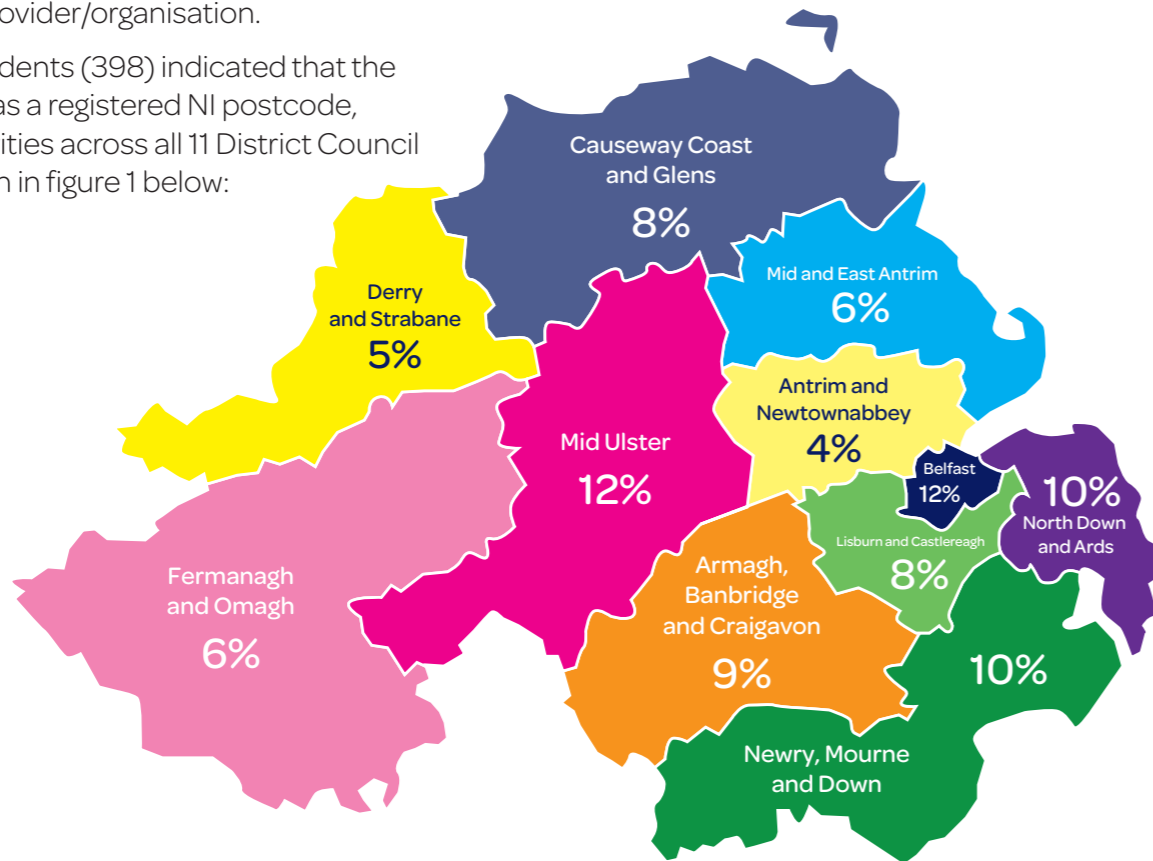 ovider/organisation.
dents (398) indicated that the
as a registered NI postcode,
ities across all 11 District Council
n in figure 1 below:
Causeway Coast
and Glens
8%
Mid and East Antrim
6%
Derry
and Strabane
5%
Antrim and
Newtownabbey
4%
Mid Ulster
12%
Belfast
12%
10%
North Down
and Ards
Lisburn and Castlereagh
8%
Fermanagh
and Omagh
6%
Armagh,
Banbridge
and Craigavon
9%
10%
Newry, Mourne
and Down